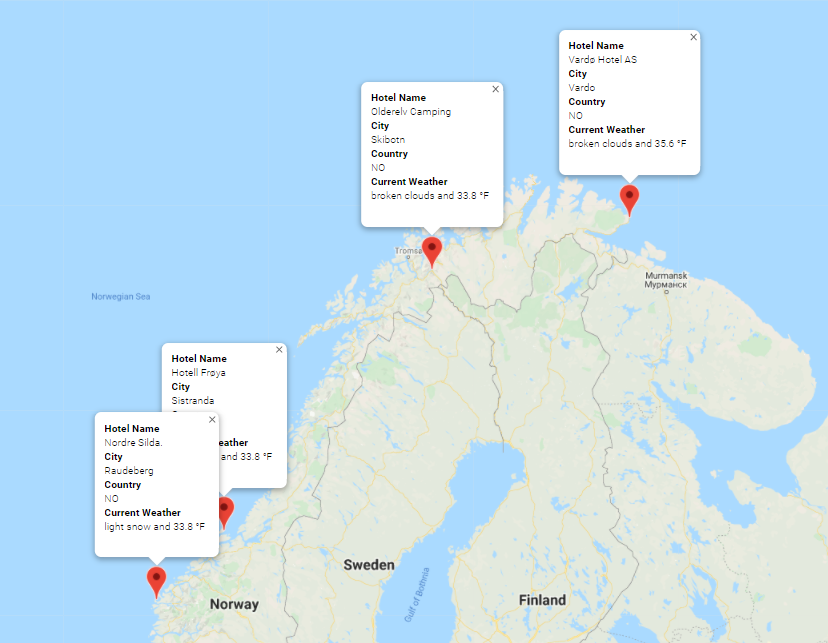 Hotel Name
Vardø Hotel AS
City
Vardo
Country
NO
Current Weather
broken clouds and 35.6 °F
Hotel Name
Olderelv Camping
City
Skibotn
Country
NO
Current Weather
broken clouds and 33.8 °F
Tromsø
Murmansk
Мурманск
Norwegian Sea
Hotel Name
Hotell Frøya
City
Sistranda
eather
and 33.8 °F
Hotel Name
Nordre Silda.
City
Raudeberg
Country
NO
Current Weather
light snow and 33.8 °F
Sweden
Gulf of Bothnia
Norway
Finland